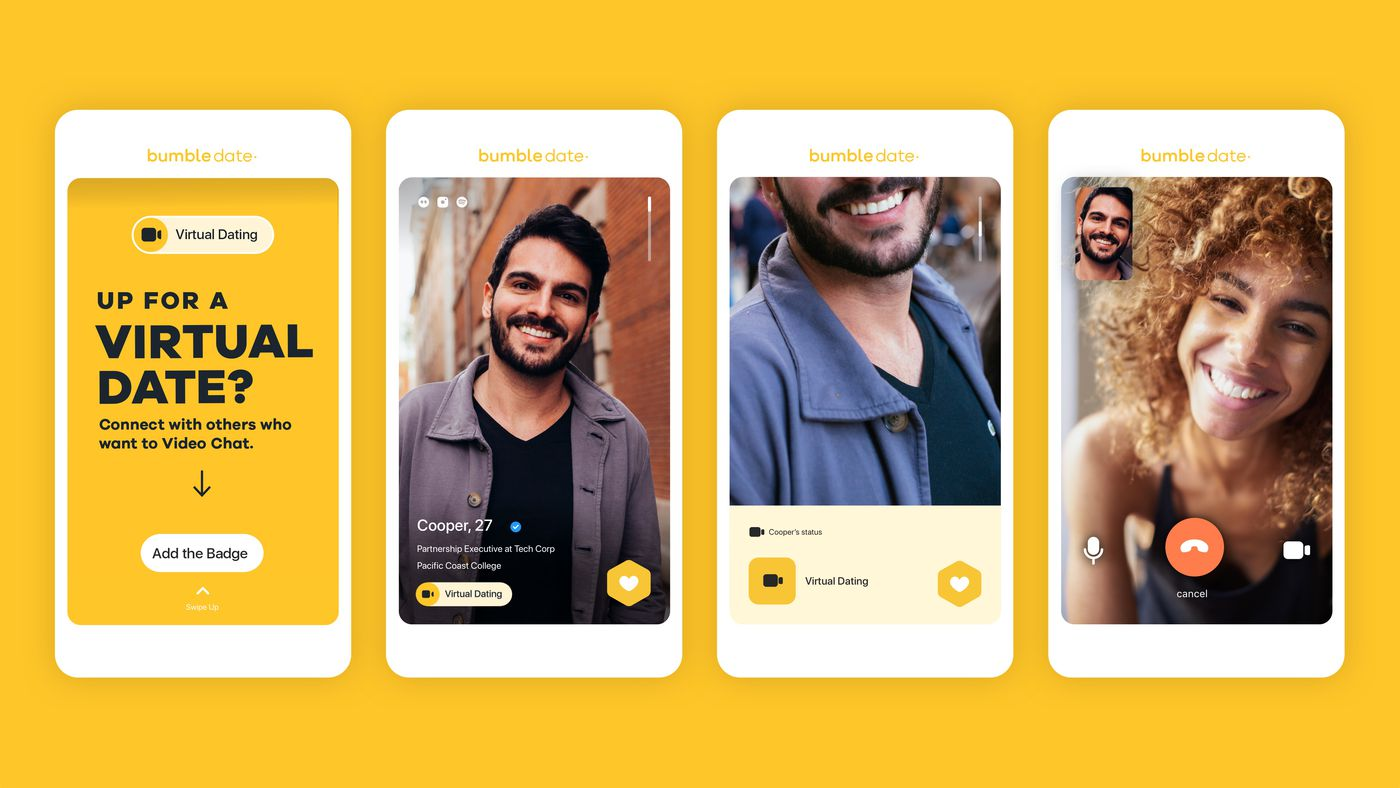 bumble date
Virtual Dating
UP FOR A
VIRTUAL
DATE?
Connect with others who
want to Video Chat.
Add the Badge
Swipe Up
bumble date
Cooper, 27
Partnership Executive at Tech Corp
Pacific Coast College
Virtual Dating
bumble date
Cooper's status
Virtual Dating
bumble date
cancel